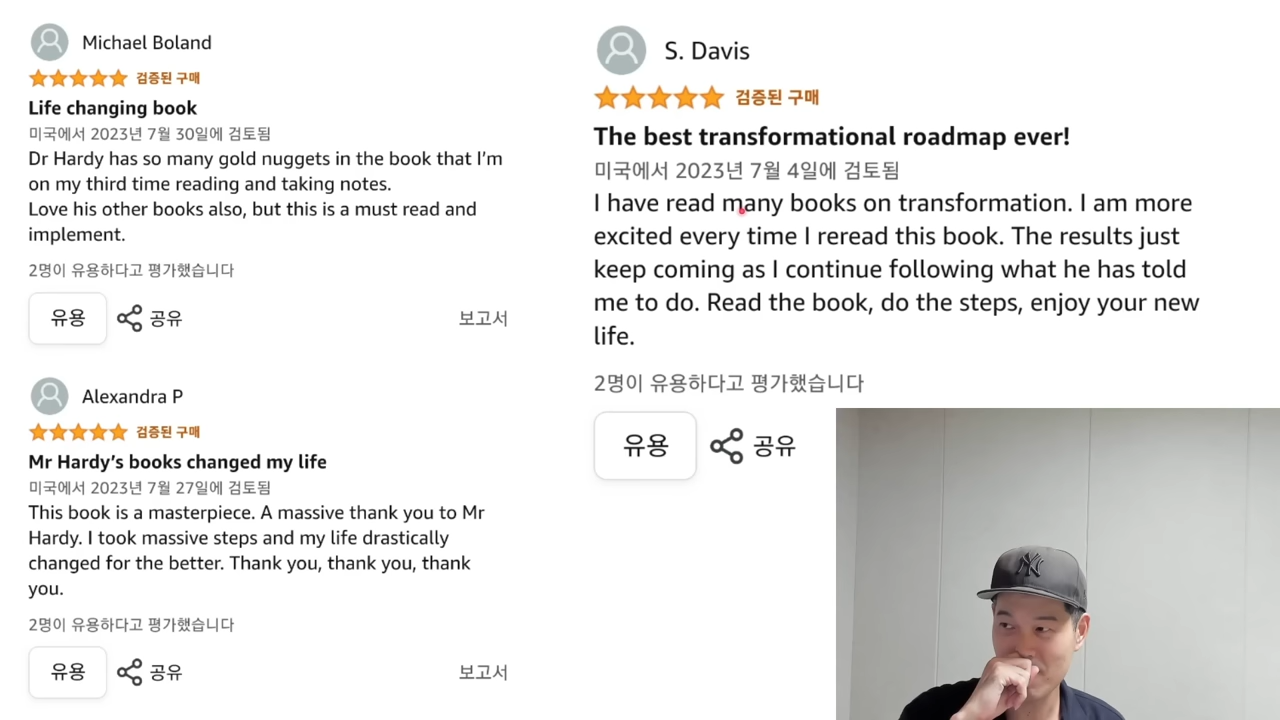 Michael Boland
검증된 구매
Life changing book
미국에서 2023년 7월 30일에 검토됨
Dr Hardy has so many gold nuggets in the book that I’m
on my third time reading and taking notes.
Love his other books also, but this is a must read and
implement.
2명이 유용하다고 평가했습니다
유용
공유
보고서
Alexandra P
검증된 구매
Mr Hardy’s books changed my life
미국에서 2023년 7월 27일에 검토됨
This book is a masterpiece. A massive thank you to Mr
Hardy. I took massive steps and my life drastically
changed for the better. Thank you, thank you, thank
you.
2명이 유용하다고 평가했습니다
유용
공유
보고서
S. Davis
검증된 구매
The best transformational roadmap ever!
미국에서 2023년 7월 4일에 검토됨
I have read many books on transformation. I am more
excited every time I reread this book. The results just
keep coming as I continue following what he has told
me to do. Read the book, do the steps, enjoy your new
life.
2명이 유용하다고 평가했습니다
유용
공유
NY